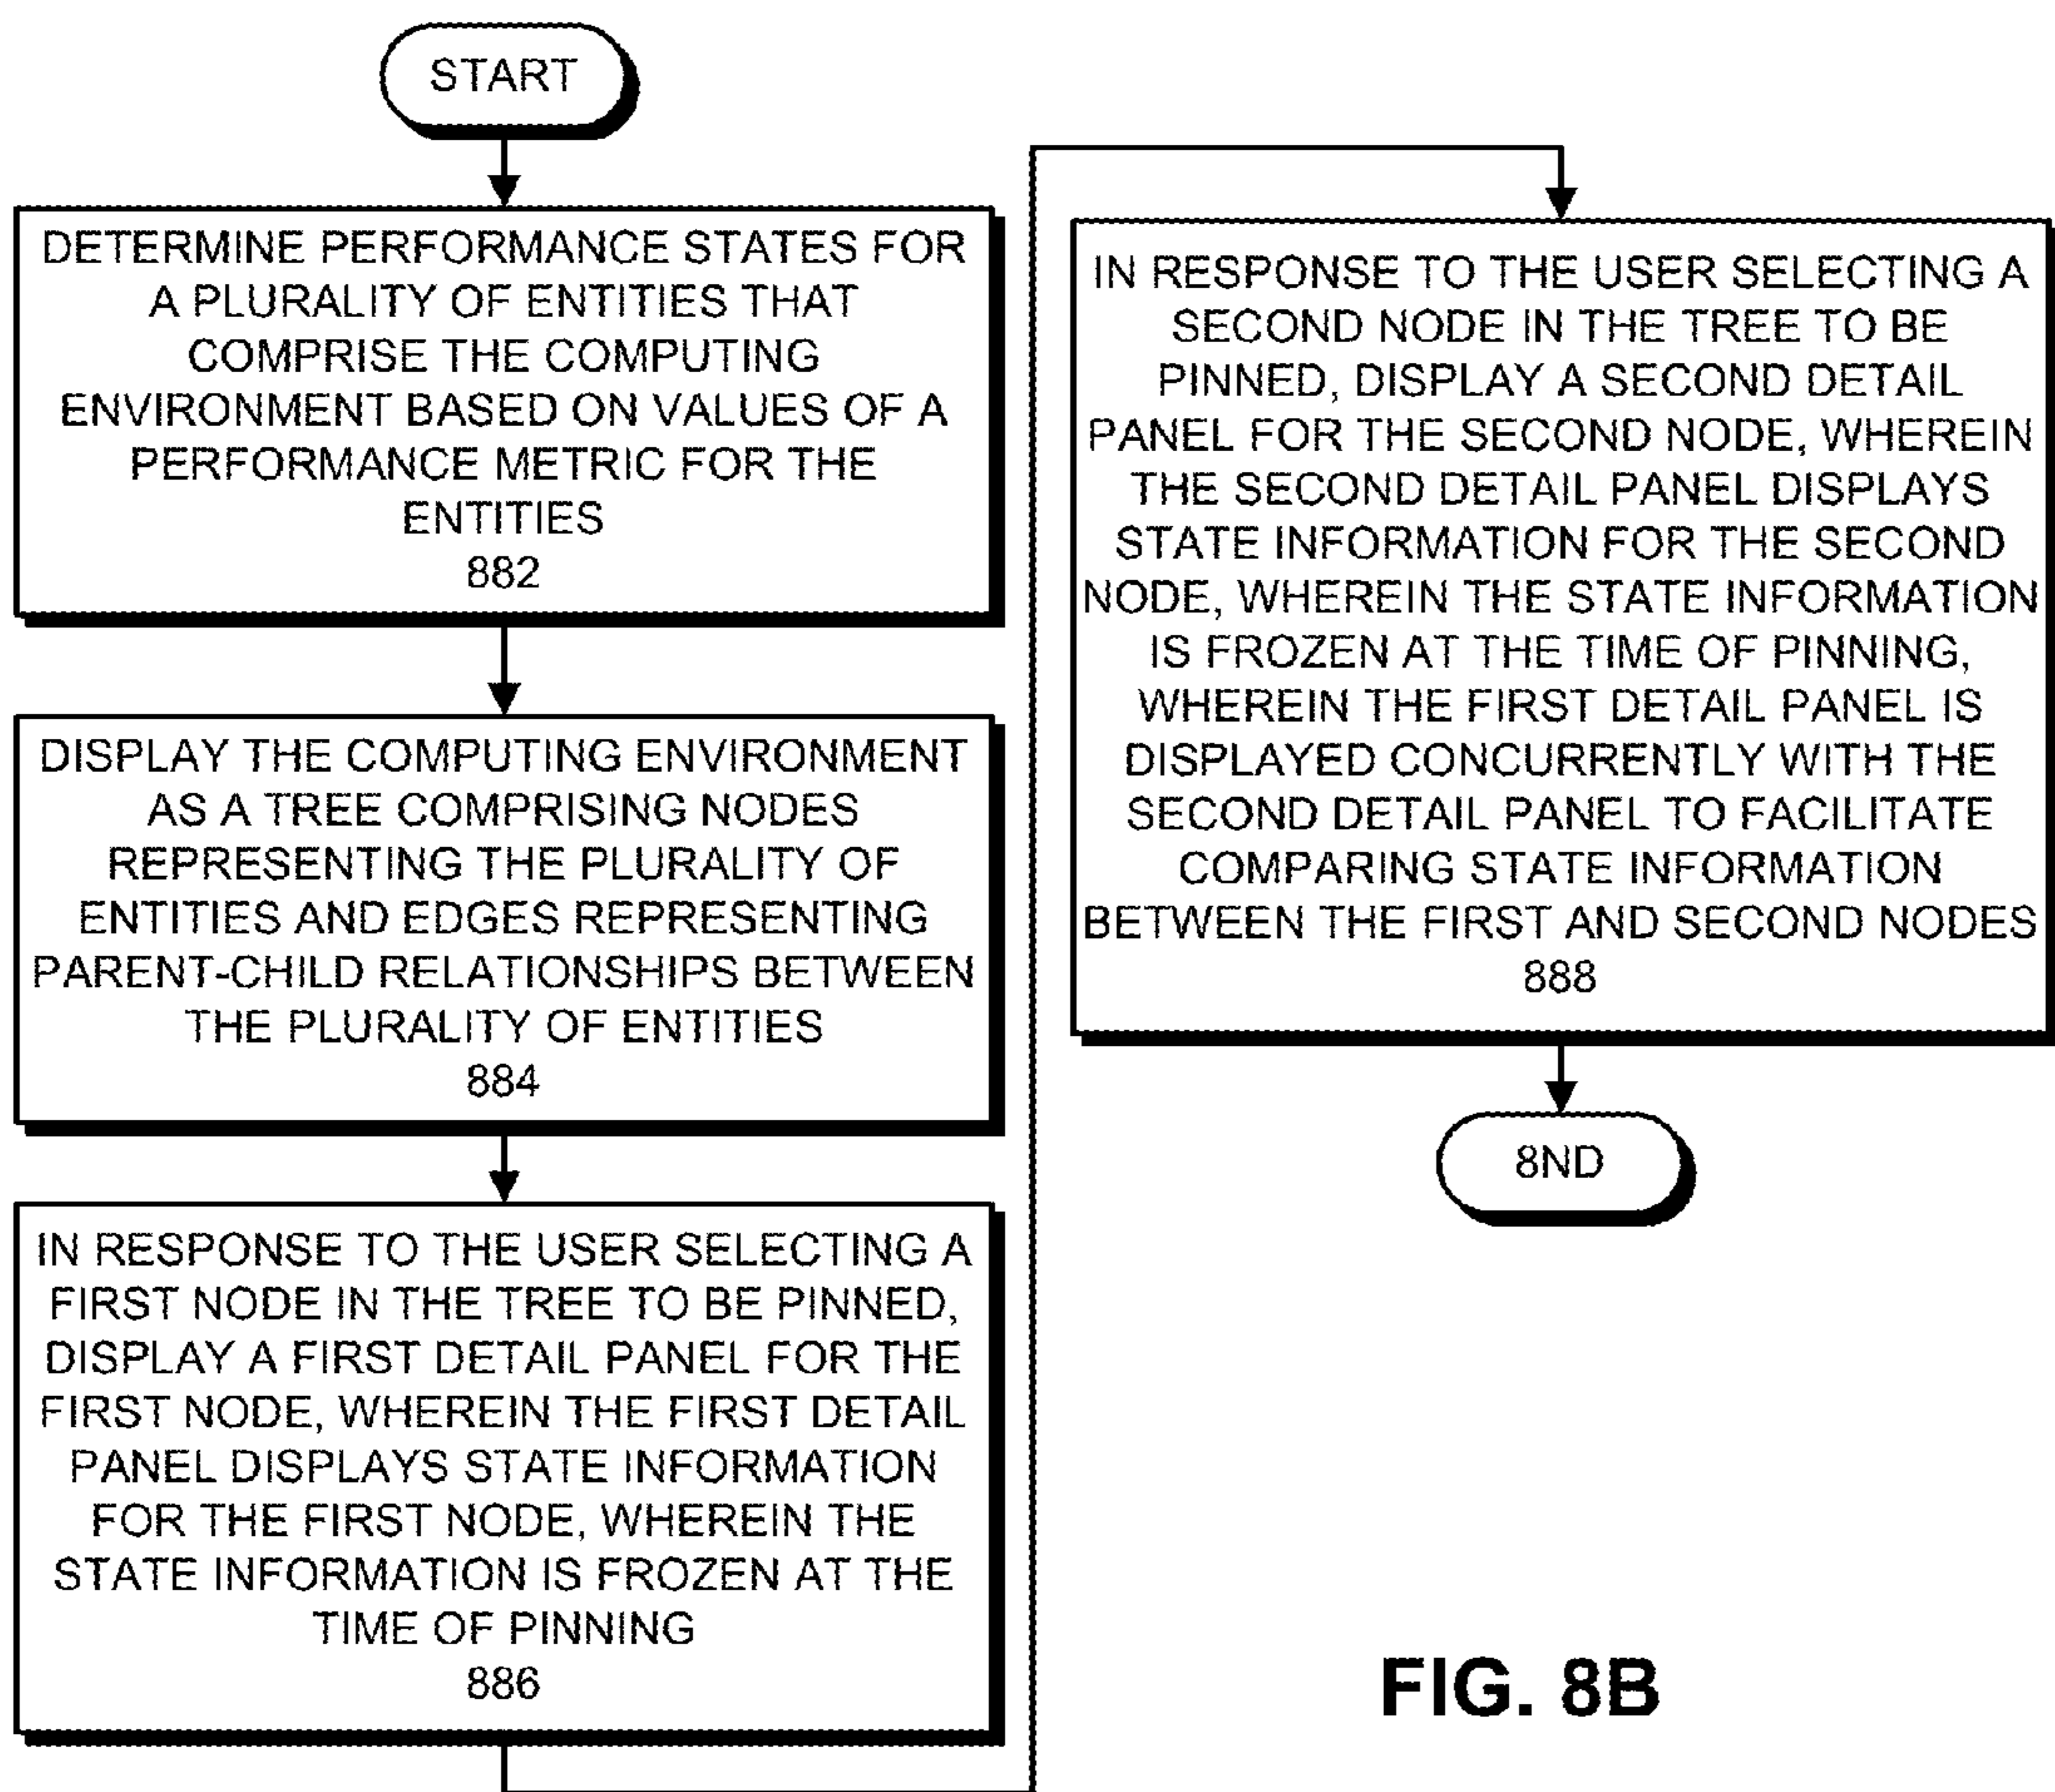 START
DETERMINE PERFORMANCE STATES FOR
A PLURALITY OF ENTITIES THAT
COMPRISE THE COMPUTING
ENVIRONMENT BASED ON VALUES OF A
PERFORMANCE METRIC FOR THE
ENTITIES
882
DISPLAY THE COMPUTING ENVIRONMENT
AS A TREE COMPRISING NODES
REPRESENTING THE PLURALITY OF
ENTITIES AND EDGES REPRESENTING
PARENT-CHILD RELATIONSHIPS BETWEEN
THE PLURALITY OF ENTITIES
884
IN RESPONSE TO THE USER SELECTING A
FIRST NODE IN THE TREE TO BE PINNED,
DISPLAY A FIRST DETAIL PANEL FOR THE
FIRST NODE, WHEREIN THE FIRST DETAIL
PANEL DISPLAYS STATE INFORMATION
FOR THE FIRST NODE, WHEREIN THE
STATE INFORMATION IS FROZEN AT THE
TIME OF PINNING
886
IN RESPONSE TO THE USER SELECTING A
SECOND NODE IN THE TREE TO BE
PINNED, DISPLAY A SECOND DETAIL
PANEL FOR THE SECOND NODE, WHEREIN
THE SECOND DETAIL PANEL DISPLAYS
STATE INFORMATION FOR THE SECOND
NODE, WHEREIN THE STATE INFORMATION
IS FROZEN AT THE TIME OF PINNING,
WHEREIN THE FIRST DETAIL PANEL IS
DISPLAYED CONCURRENTLY WITH THE
SECOND DETAIL PANEL TO FACILITATE
COMPARING STATE INFORMATION
BETWEEN THE FIRST AND SECOND NODES
888
8ND
FIG. 8B